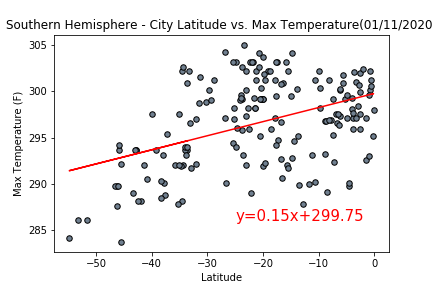 Southern Hemisphere - City Latitude vs. Max Temperature(01/11/2020
Max Temperature (F)
305
300
295
290
285
y=0.15x+299.75
−50
−40
−30
−20
−10
0
Latitude